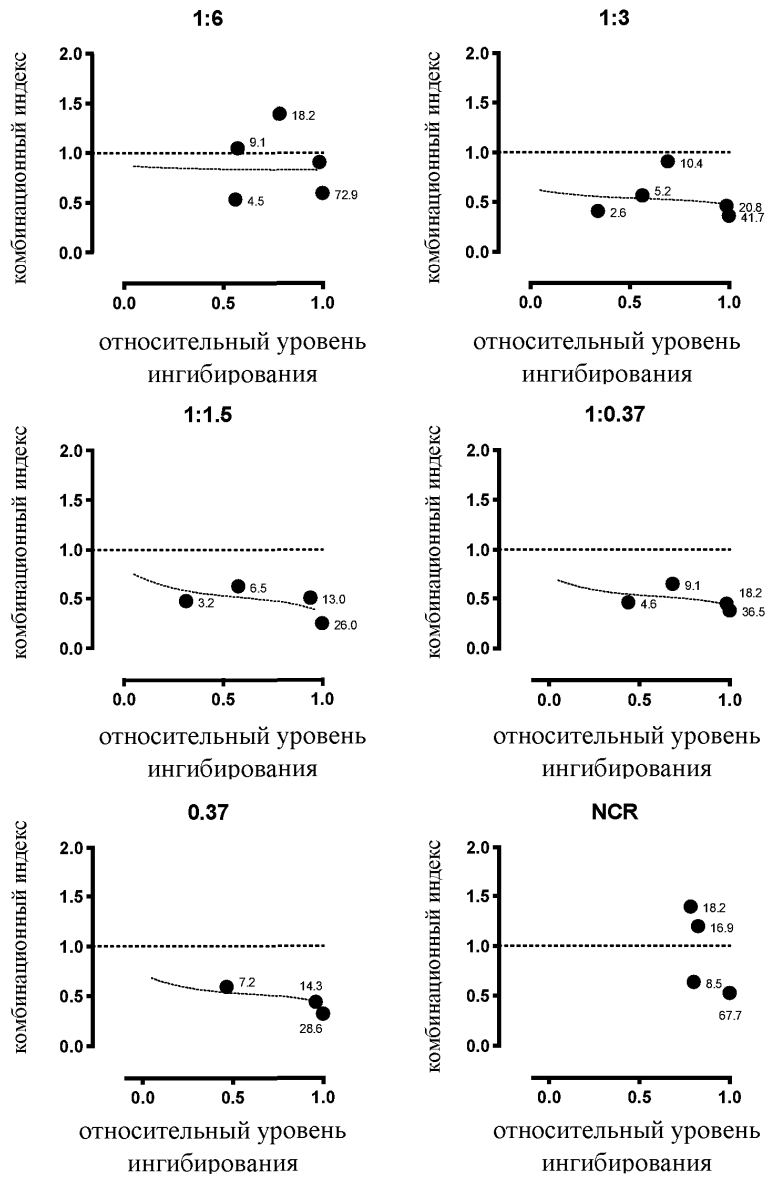 1:6
комбинационный индекс
2.0
1.5
1.0
0.5
0.0
18.2
9.1
4.5
72.9
0.0 0.5 1.0
относительный уровень
ингибирования
1:3
комбинационный индекс
2.0
1.5
1.0
0.5
0.0
10.4
5.2
2.6
20.8
41.7
0.0 0.5 1.0
относительный уровень
ингибирования
1:1.5
комбинационный индекс
2.0
1.5
1.0
0.5
0.0
6.5
3.2
13.0
26.0
0.0 0.5 1.0
относительный уровень
ингибирования
1:0.37
комбинационный индекс
2.0
1.5
1.0
0.5
0.0
9.1
4.6
18.2
36.5
0.0 0.5 1.0
относительный уровень
ингибирования
0.37
комбинационный индекс
2.0
1.5
1.0
0.5
0.0
7.2
14.3
28.6
0.0 0.5 1.0
относительный уровень
ингибирования
NCR
комбинационный индекс
2.0
1.5
1.0
0.5
0.0
18.2
16.9
8.5
67.7
0.0 0.5 1.0
относительный уровень
ингибирования